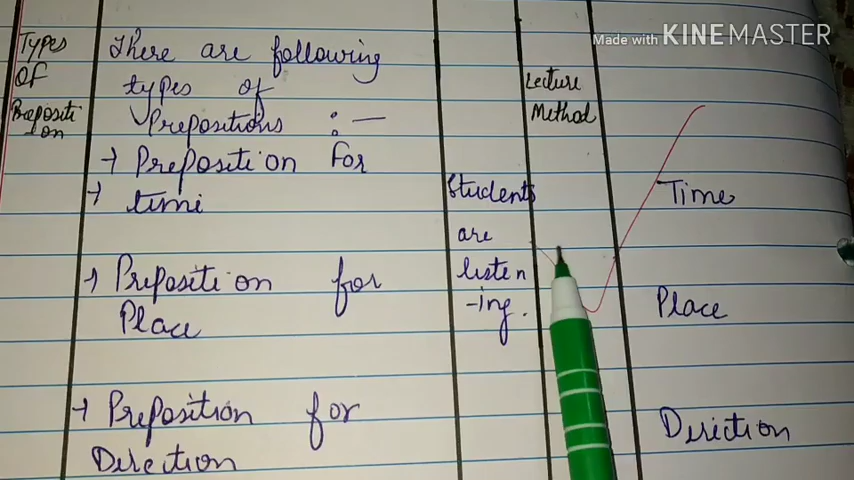 Made with KINEMASTER
Types
Of
Prepositi
-on
There are following
types of
Prepositions :—
→ Preposition For
→ timi
→ Preposition for
Place
→ Preposition for
Direction
Students
are
listen
-ing.
Lecture
Method
Time
Place
Direction